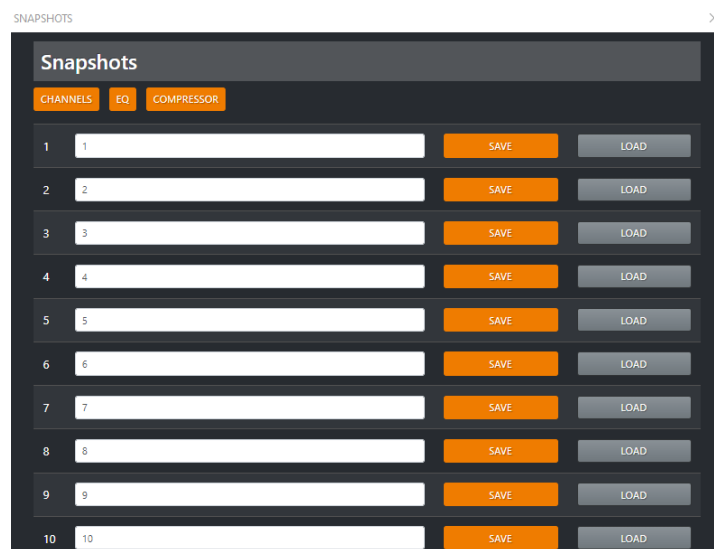 SNAPSHOTS
Snapshots
CHANNELS EQ COMPRESSOR
1 1 SAVE LOAD
2 2 SAVE LOAD
3 3 SAVE LOAD
4 4 SAVE LOAD
5 5 SAVE LOAD
6 6 SAVE LOAD
7 7 SAVE LOAD
8 8 SAVE LOAD
9 9 SAVE LOAD
10 10 SAVE LOAD